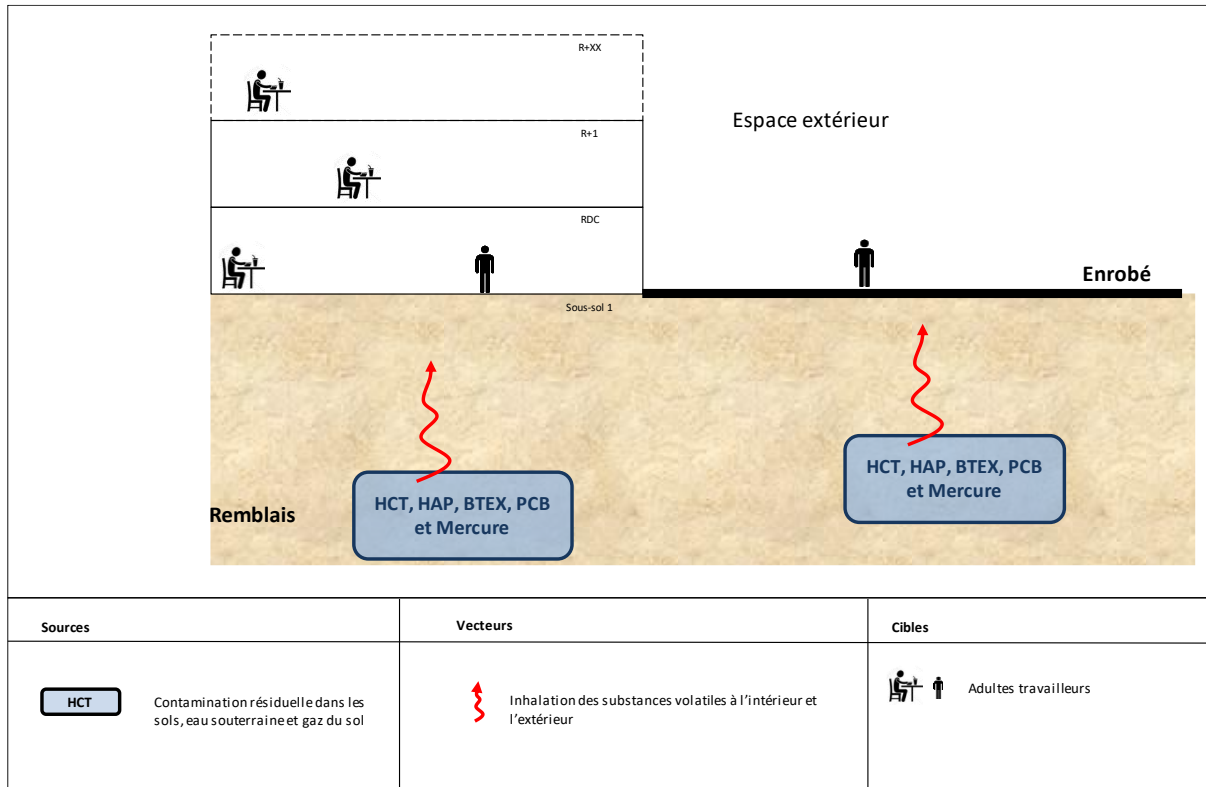 R+XX
Espace extérieur
R+1
RDC
Enrobé
Sous-sol 1
HCT, HAP, BTEX, PCB
et Mercure
HCT, HAP, BTEX, PCB
et Mercure
Remblais
Sources
Vecteurs
Cibles
HCT
Contamination résiduelle dans les
sols, eau souterraine et gaz du sol
Inhalation des substances volatiles à l'intérieur et
l'extérieur
Adultes travailleurs